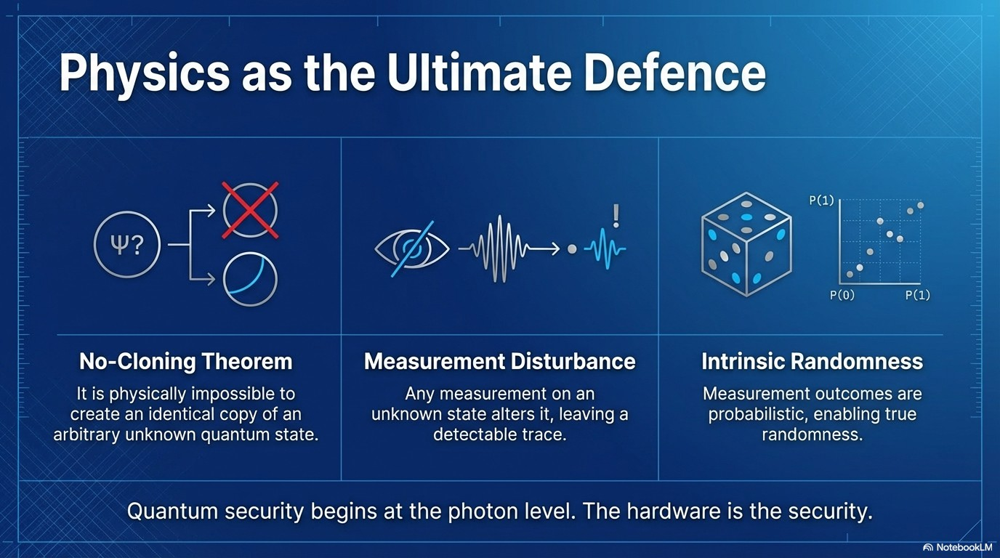 Physics as the Ultimate Defence
Ψ?
!
P(1)
P(0)
P(1)
No-Cloning Theorem
It is physically impossible to
create an identical copy of an
arbitrary unknown quantum state.
Measurement Disturbance
Any measurement on an
unknown state alters it, leaving a
detectable trace.
Intrinsic Randomness
Measurement outcomes are
probabilistic, enabling true
randomness.
Quantum security begins at the photon level. The hardware is the security.
NotebookLM